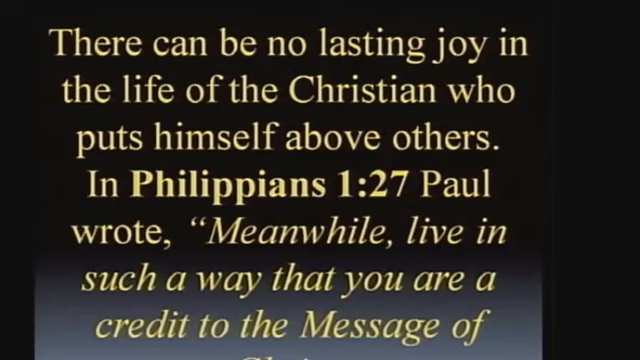 There can be no lasting joy in
the life of the Christian who
puts himself above others.
In Philippians 1:27 Paul
wrote, “Meanwhile, live in
such a way that you are a
credit to the Message of